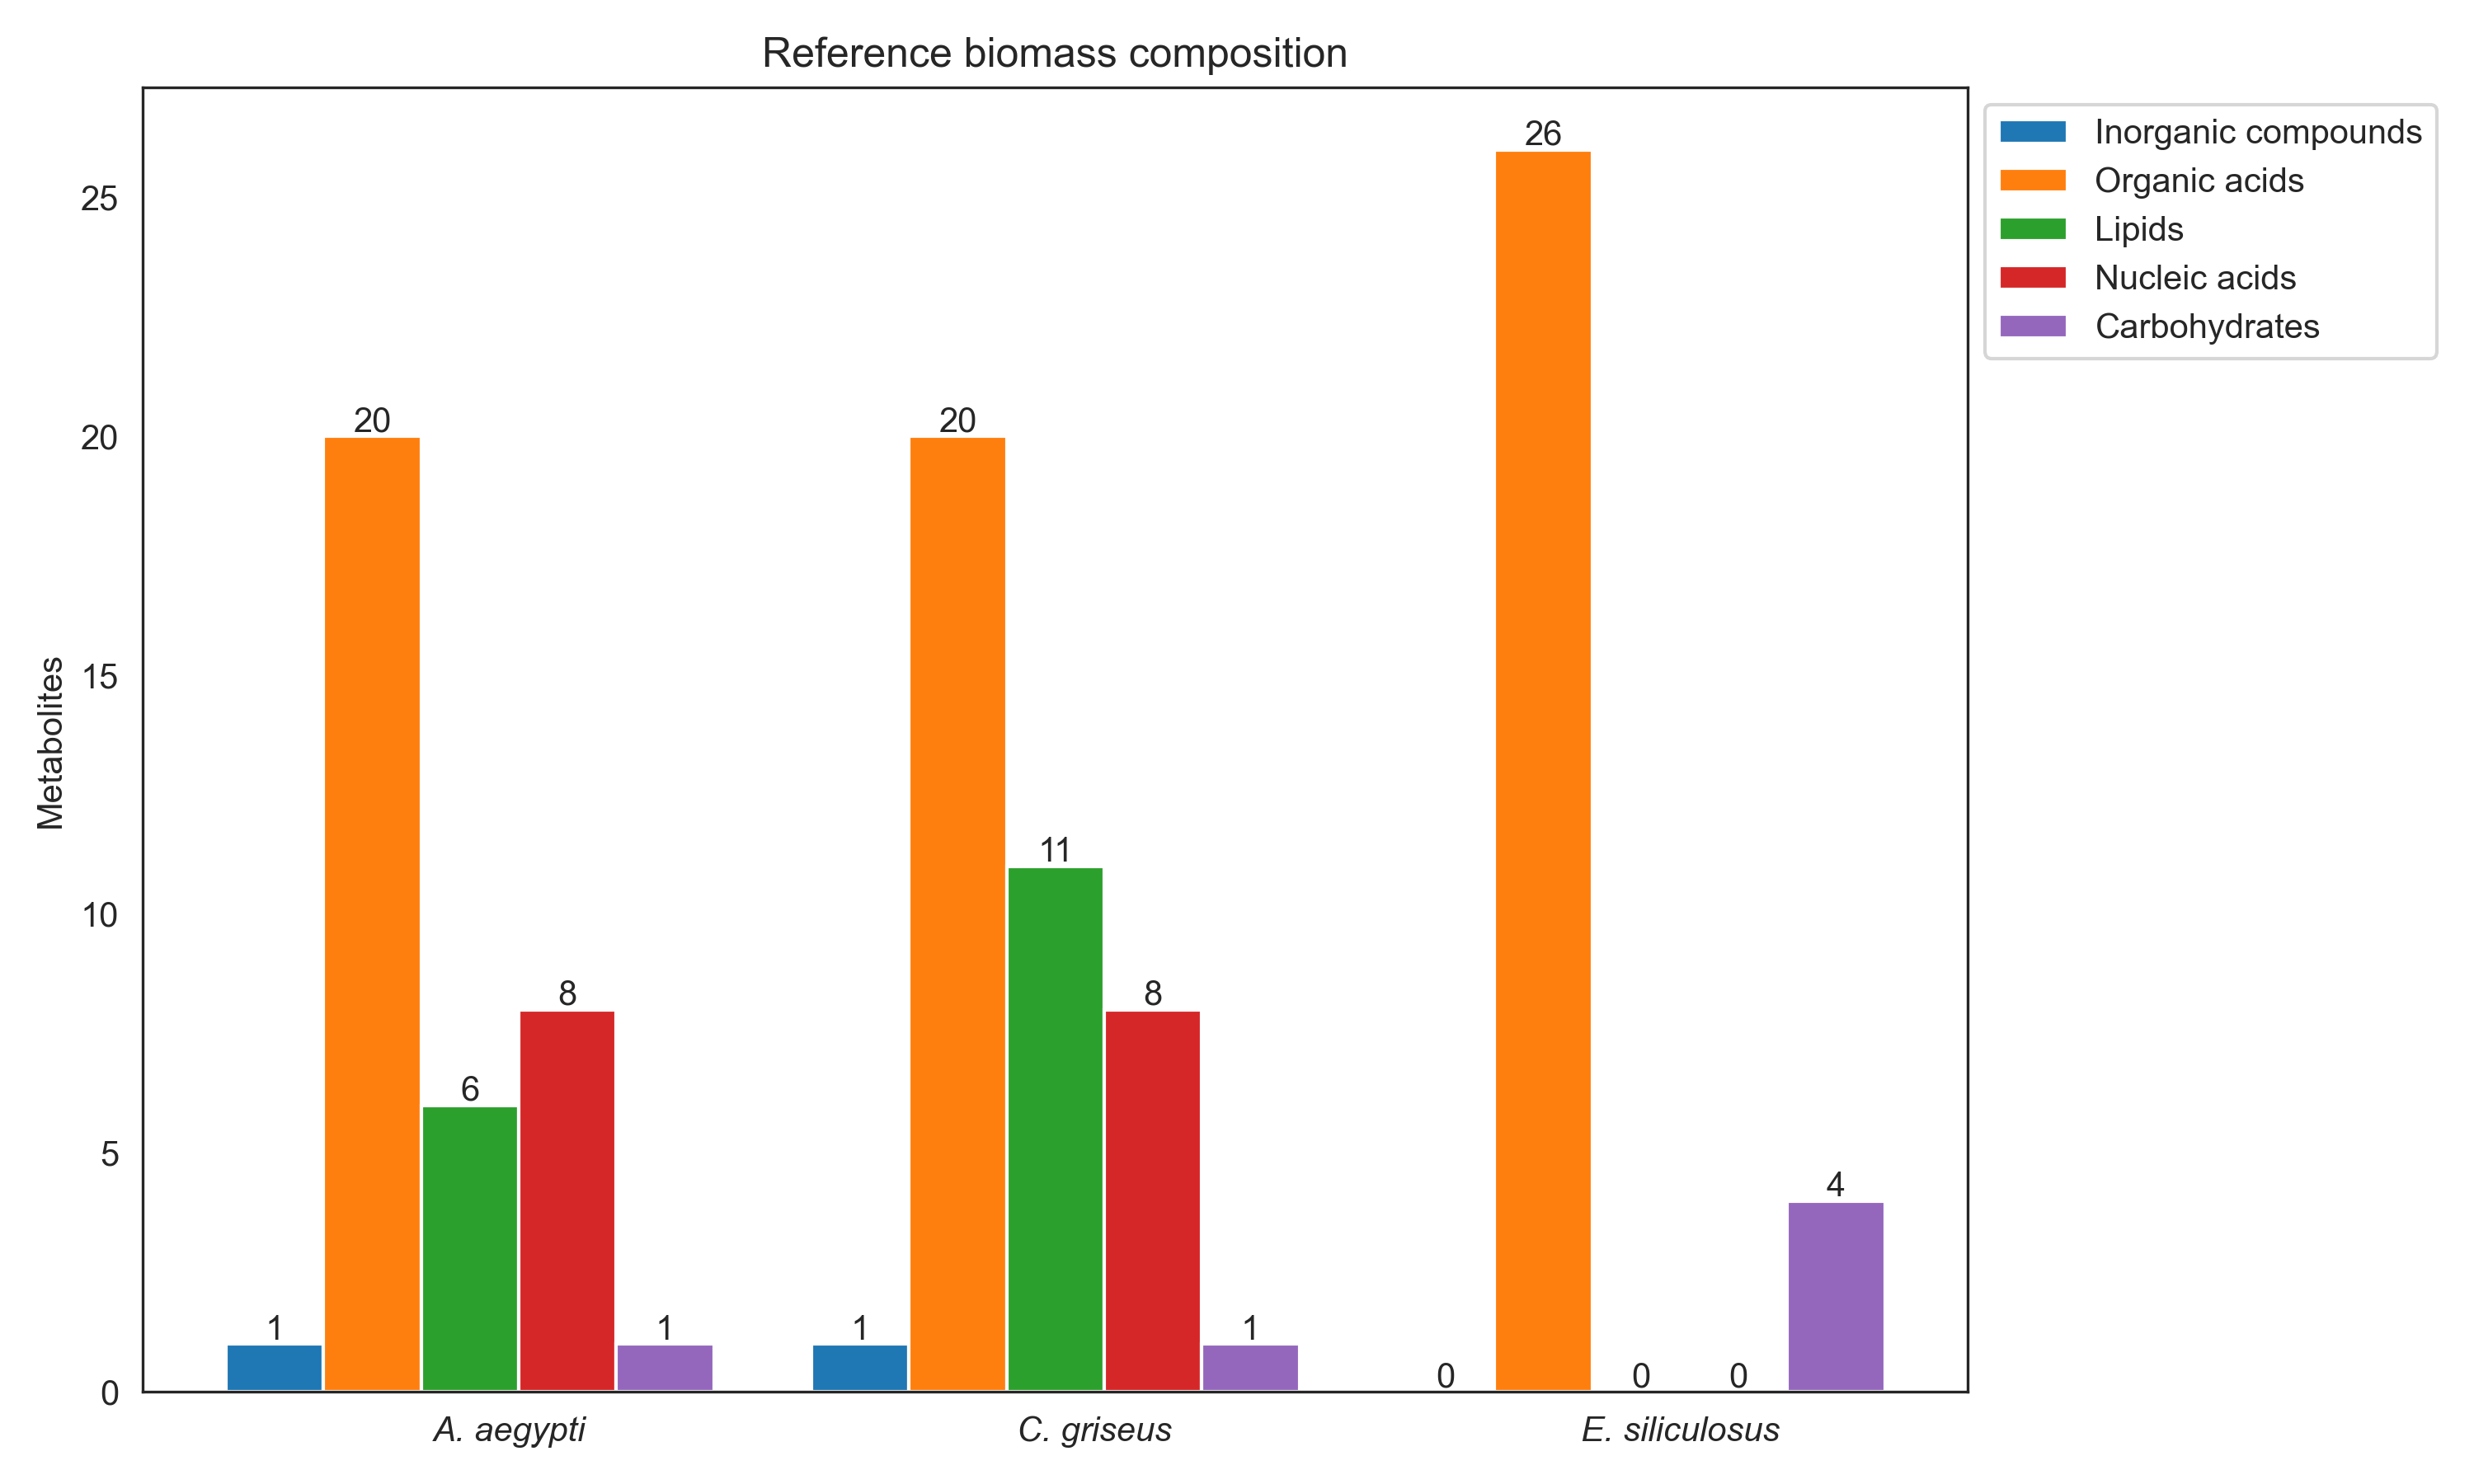 Reference biomass composition
Inorganic compounds
Organic acids
Lipids
Nucleic acids
Carbohydrates
Metabolites
25
20
15
10
5
0
1
20
6
8
1
1
20
11
8
1
0
26
0
0
4
A. aegypti
C. griseus
E. siliculosus